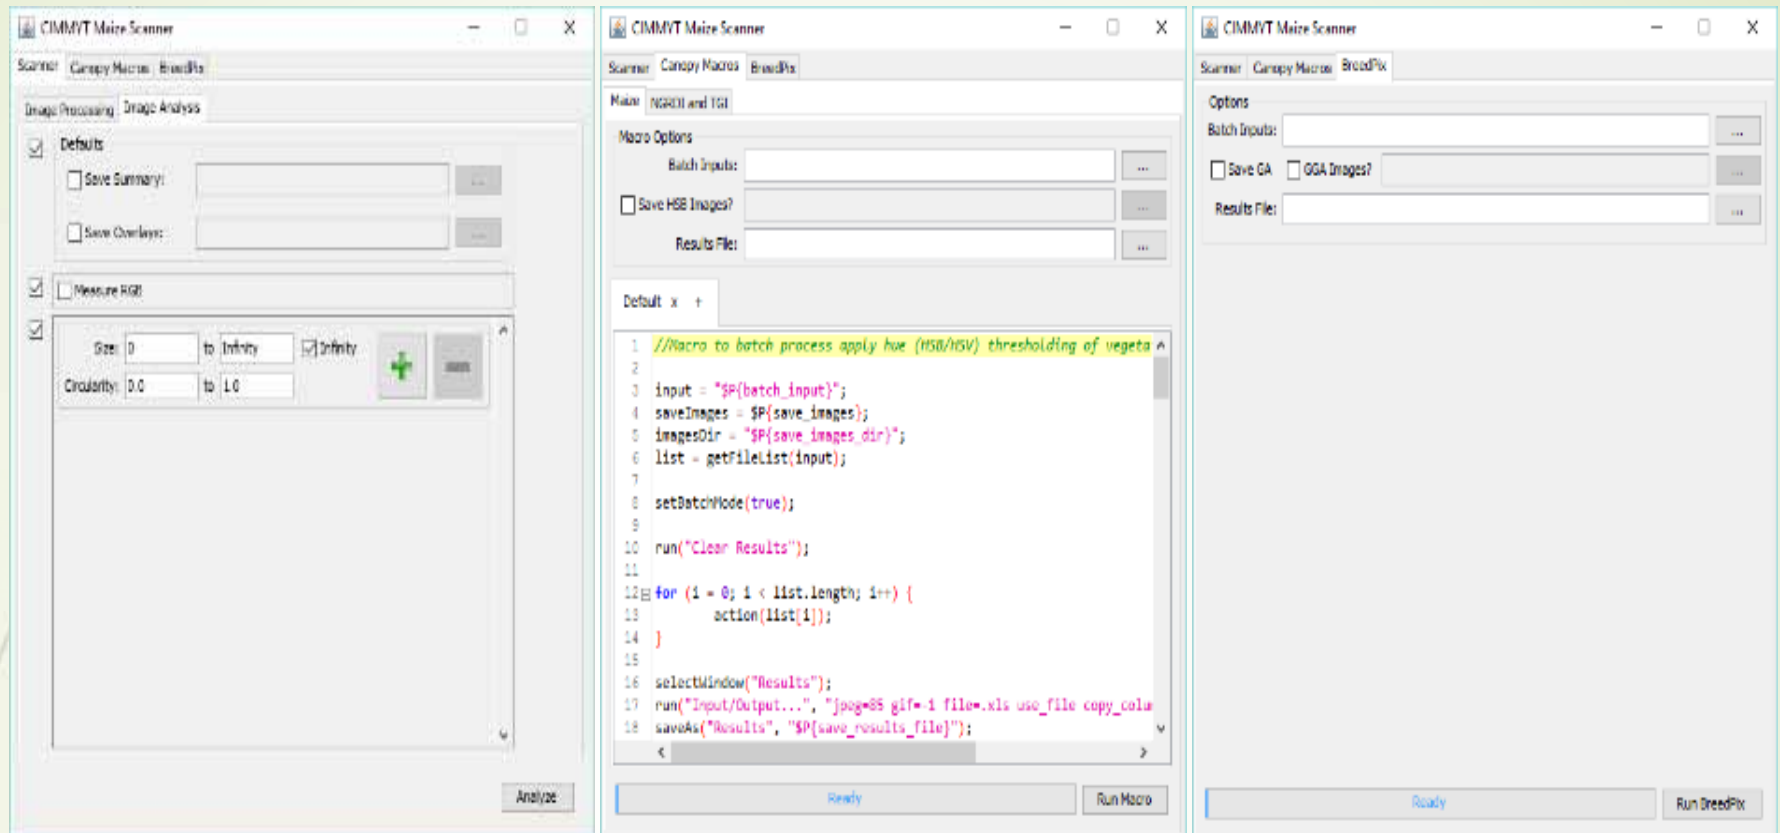 CIMMYT Maize Scanner
Scanner Canopy Macros BreedPix
Image Processing Image Analysis
Defaults
Save Summary:
...
Save Overlays:
...
Measure RGB
Size: 0 to Infinity Infinity
Circularity: 0.0 to 1.0
Analyze
CIMMYT Maize Scanner
Scanner Canopy Macros BreedPix
Maize NGRDI and TGI
Macro Options
Batch Inputs: ...
Save HSB Images? ...
Results File: ...
Default x +
1 //Macro to batch process apply hue (HSB/HSV) thresholding of vegeta
2
3 input = "$P{batch_input}";
4 saveImages = $P{save_images};
5 imagesDir = "$P{save_images_dir}";
6 list = getFileList(input);
7
8 setBatchMode(true);
9
10 run("Clear Results");
11
12 for (i = 0; i < list.length; i++) {
13 action(list[i]);
14 }
15
16 selectWindow("Results");
17 run("Input/Output...", "jpeg=85 gif=-1 file=.xls use_file copy_colum
18 saveAs("Results", "$P{save_results_file}");
Ready Run Macro
CIMMYT Maize Scanner
Scanner Canopy Macros BreedPix
Options
Batch Inputs: ...
Save GA GGA Images? ...
Results File: ...
Ready Run BreedPix